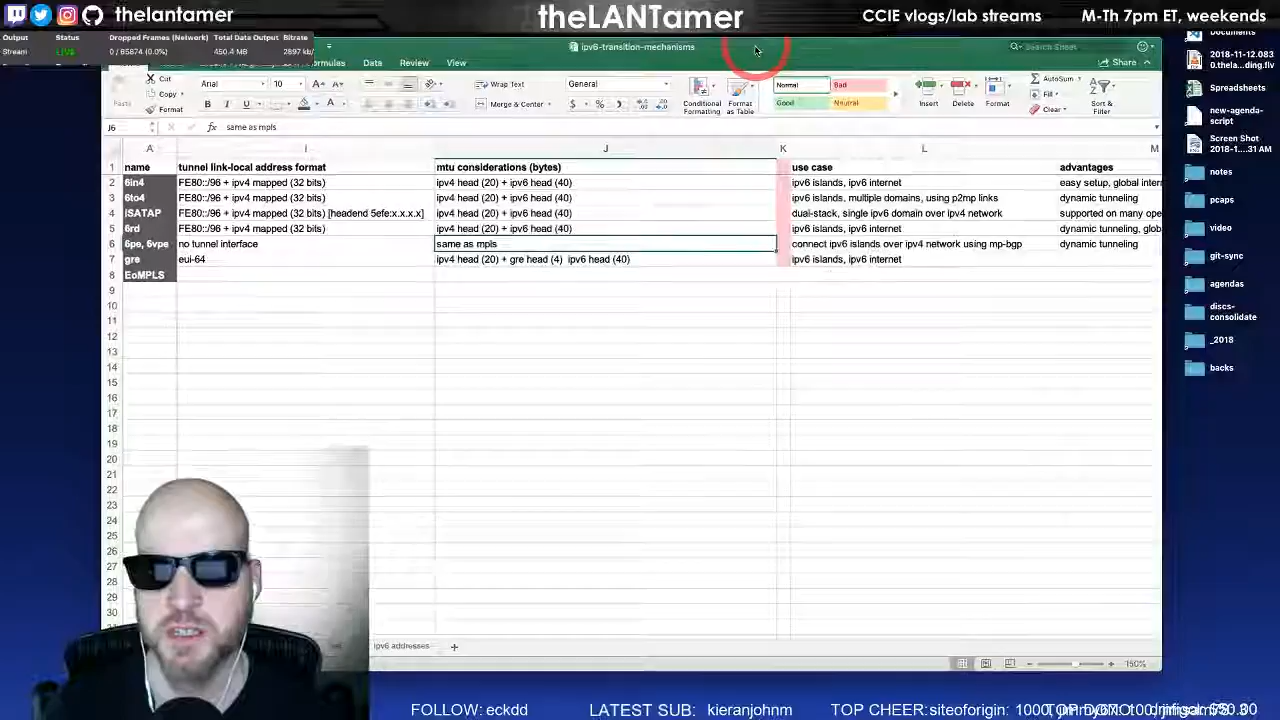 thelantamer
theLANTamer
CCIE vlogs/lab streams
M-Th 7pm ET, weekends
Output Status Dropped Frames (Network) Total Data Output Bitrate
Stream LIVE 0 / 85874 (0.0%) 450.4 MB 2897 kb/
ipv6-transition-mechanisms
Search Sheet
Data Review View
Share
Cut
Copy
Format
Paste
Arial 10
B I U
Wrap Text
Merge & Center
General
Conditional Formatting
Format as Table
Normal Bad
Good Neutral
Insert Delete Format
AutoSum
Fill
Clear
Sort & Filter
J6 fx same as mpls
A I J K L M
1 name tunnel link-local address format mtu considerations (bytes) use case advantages
2 6in4 FE80::/96 + ipv4 mapped (32 bits) ipv4 head (20) + ipv6 head (40) ipv6 islands, ipv6 internet easy setup, global inter
3 6to4 FE80::/96 + ipv4 mapped (32 bits) ipv4 head (20) + ipv6 head (40) ipv6 islands, multiple domains, using p2mp links dynamic tunneling
4 ISATAP FE80::/96 + ipv4 mapped (32 bits) [headend 5efe:x.x.x.x] ipv4 head (20) + ipv6 head (40) dual-stack, single ipv6 domain over ipv4 network supported on many ope
5 6rd FE80::/96 + ipv4 mapped (32 bits) ipv4 head (20) + ipv6 head (40) ipv6 islands, ipv6 internet dynamic tunneling, glob
6 6pe, 6vpe no tunnel interface same as mpls connect ipv6 islands over ipv4 network using mp-bgp dynamic tunneling
7 gre eui-64 ipv4 head (20) + gre head (4) ipv6 head (40) ipv6 islands, ipv6 internet
8 EoMPLS
9
10
11
12
13
14
15
16
17
18
19
20
21
22
23
24
25
26
27
28
29
30
ipv6 addresses
150%
Documents
2018-11-12.083
0.thela...ding.flv
Spreadsheets
new-agenda-
script
Screen Shot
2018-1....31 AM
notes
pcaps
video
git-sync
agendas
discs-
consolidate
_2018
backs
FOLLOW: eckdd
LATEST SUB: kieranjohnm
TOP CHEER:siteoforigin: 1000